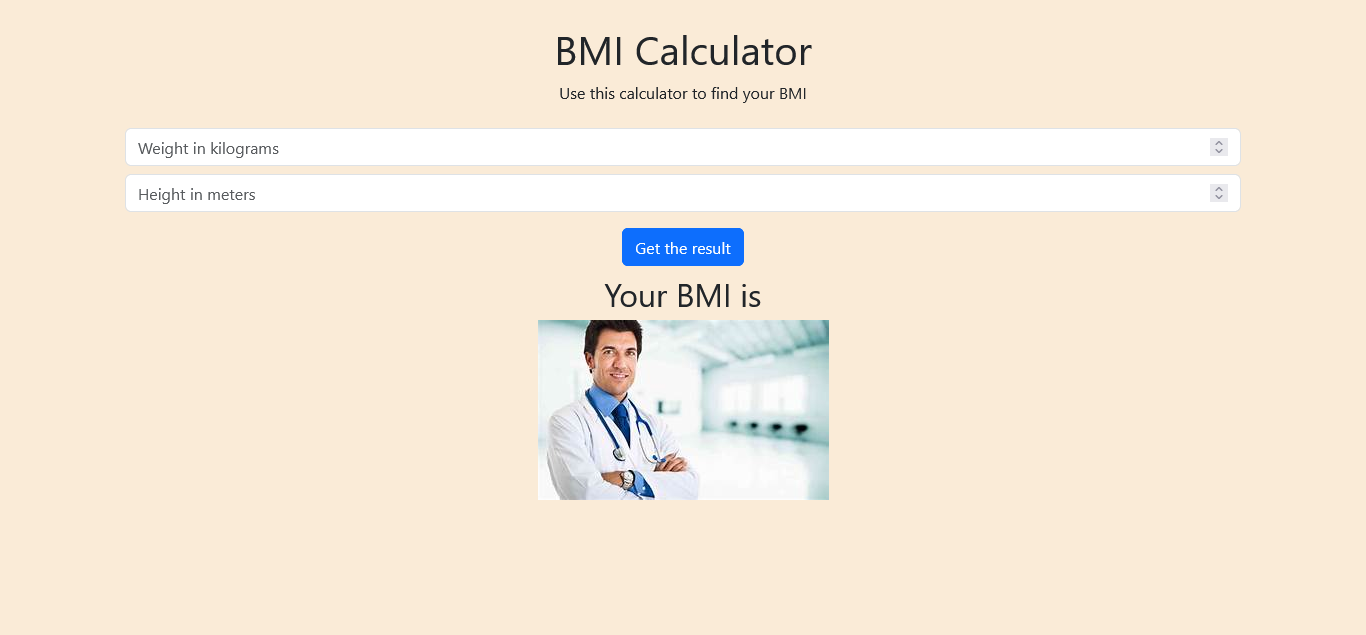 BMI Calculator
Use this calculator to find your BMI
Weight in kilograms
Height in meters
Get the result
Your BMI is